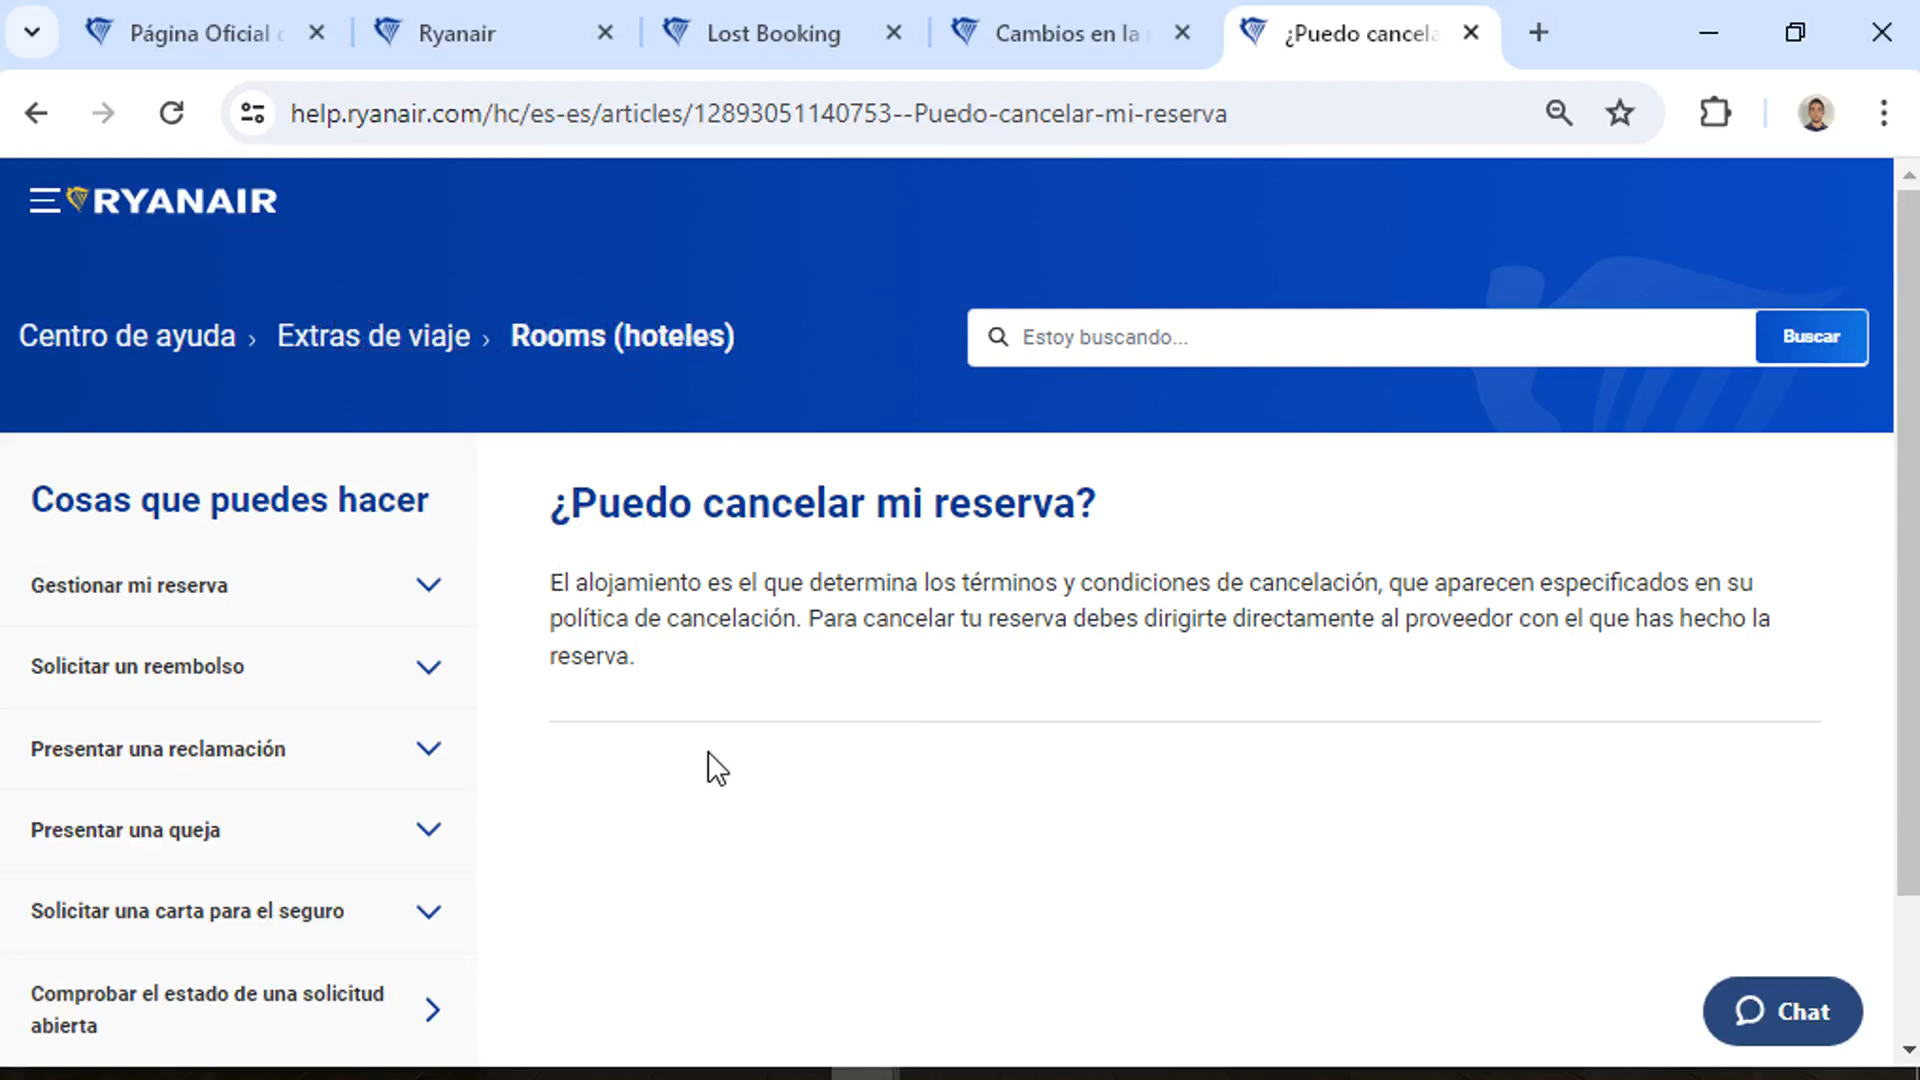 Página Oficial
Ryanair
Lost Booking
Cambios en la
¿Puedo cancela
help.ryanair.com/hc/es-es/articles/12893051140753--Puedo-cancelar-mi-reserva
RYANAIR
Centro de ayuda › Extras de viaje › Rooms (hoteles)
Estoy buscando...
Buscar
Cosas que puedes hacer
Gestionar mi reserva
Solicitar un reembolso
Presentar una reclamación
Presentar una queja
Solicitar una carta para el seguro
Comprobar el estado de una solicitud
abierta
¿Puedo cancelar mi reserva?
El alojamiento es el que determina los términos y condiciones de cancelación, que aparecen especificados en su
política de cancelación. Para cancelar tu reserva debes dirigirte directamente al proveedor con el que has hecho la
reserva.
Chat